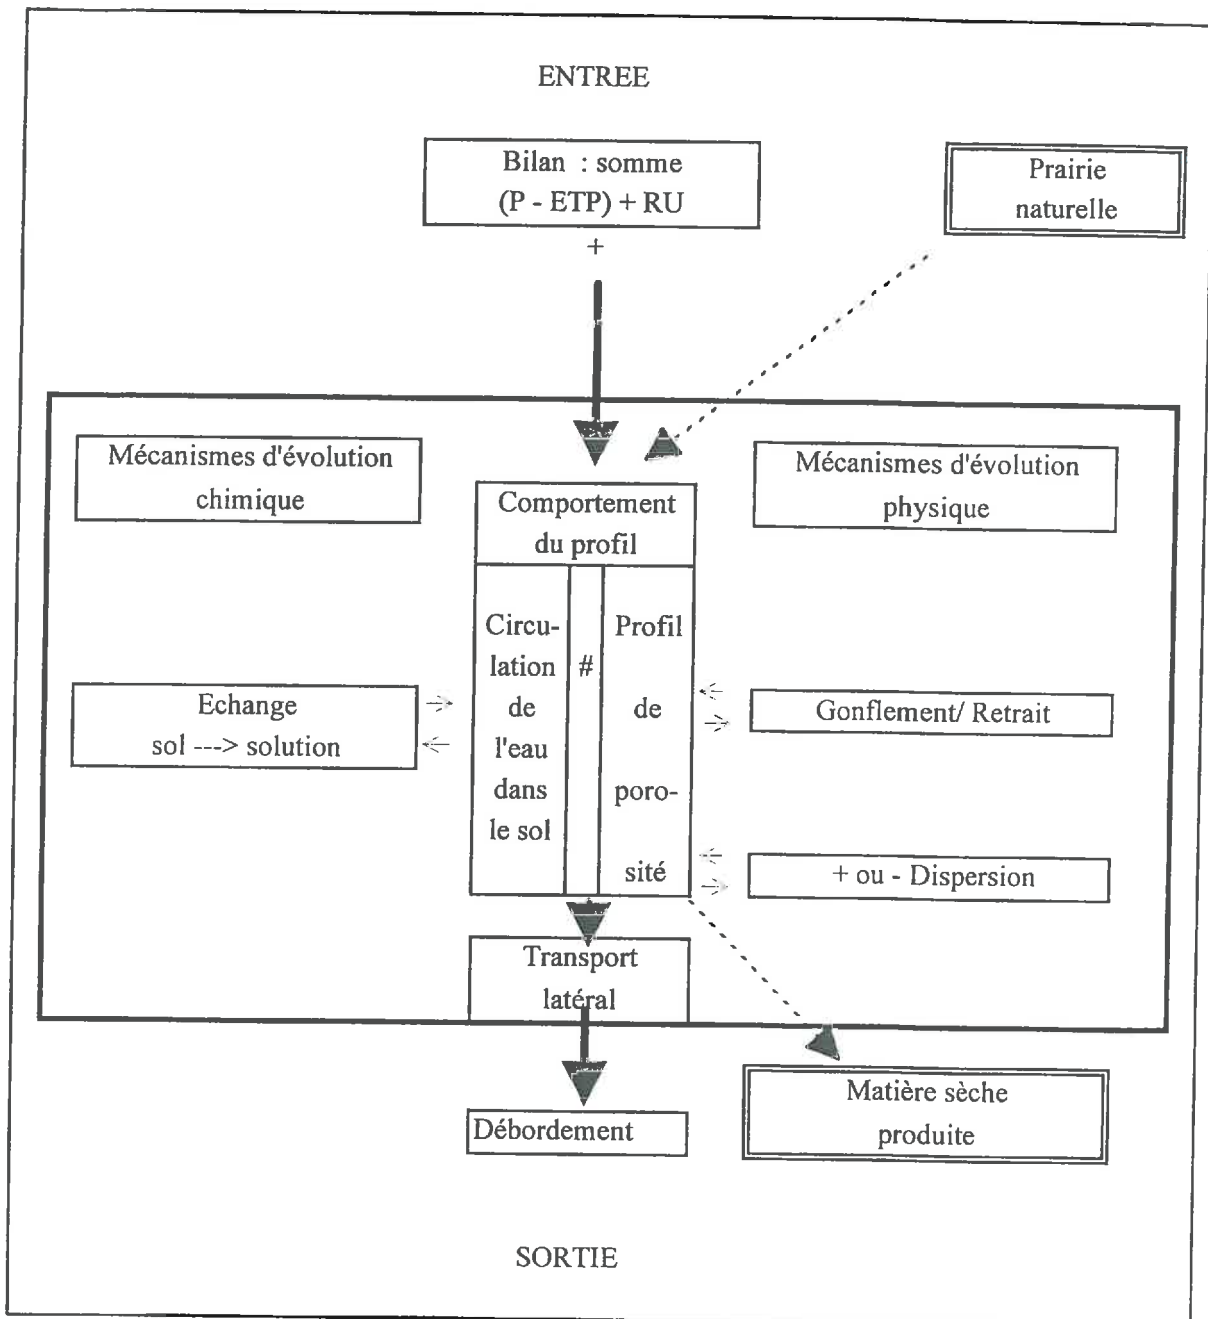 ENTREE
Bilan : somme
(P - ETP) + RU
+
Prairie
naturelle
Mécanismes d'évolution
chimique
Mécanismes d'évolution
physique
Comportement
du profil
Circu-
lation
de
l'eau
dans
le sol
#
Profil
de
poro-
sité
Echange
sol ---> solution
Gonflement/ Retrait
+ ou - Dispersion
Transport
latéral
Débordement
Matière sèche
produite
SORTIE